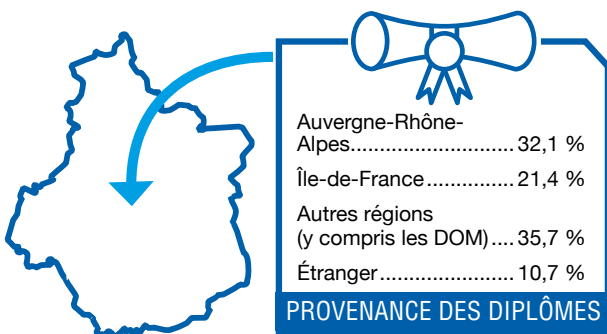 Auvergne-Rhône-
Alpes............................ 32,1 %
Île-de-France................ 21,4 %
Autres régions
(y compris les DOM).... 35,7 %
Étranger....................... 10,7 %
PROVENANCE DES DIPLÔMES